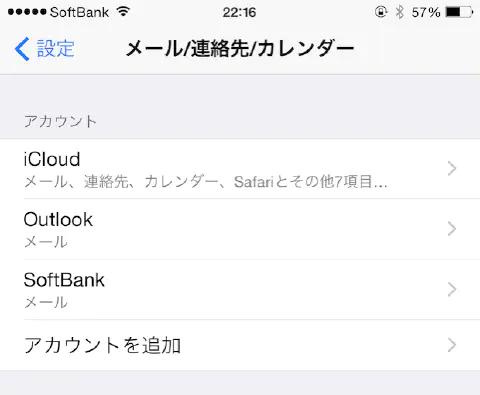 SoftBank 22:16 57%
設定 メール/連絡先/カレンダー
アカウント
iCloud
メール、連絡先、カレンダー、Safariとその他7項目...
Outlook
メール
SoftBank
メール
アカウントを追加